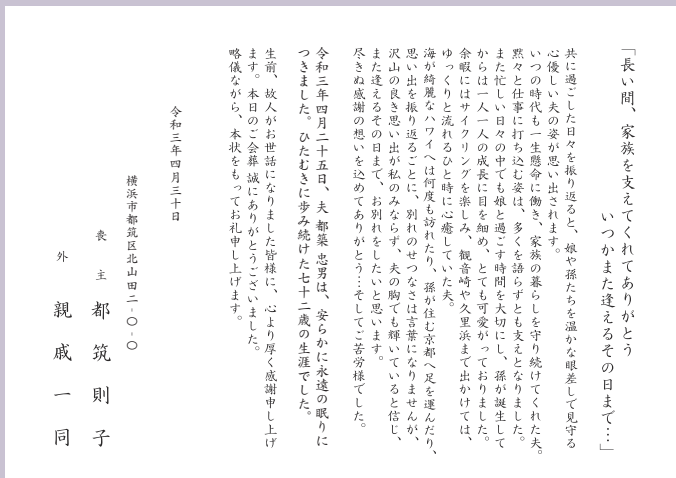 「長い間、家族を支えてくれてありがとう
いつかまた逢えるその日まで…」
共に過ごした日々を振り返ると、娘や孫たちを温かな眼差しで見守る
心優しい夫の姿が思い出されます。
いつの時代も一生懸命に働き、家族の暮らしを守り続けてくれた夫。
黙々と仕事に打ち込む姿は、多くを語らずとも支えとなりました。
また忙しい日々の中でも娘と過ごす時間を大切にし、孫が誕生して
からは一人一人の成長に目を細め、とても可愛がっておりました。
余暇にはサイクリングを楽しみ、観音崎や久里浜まで出かけては、
ゆっくりと流れるひと時に心癒していた夫。
海が綺麗なハワイへは何度も訪れたり、孫が住む京都へ足を運んだり、
思い出を振り返るごとに、別れのせつなさは言葉になりませんが、
沢山の良き思い出が私のみならず、夫の胸でも輝いていると信じ、
また逢えるその日まで、お別れをしたいと思います。
尽きぬ感謝の想いを込めてありがとう…そしてご苦労様でした。
令和三年四月二十五日、夫 都築 忠男は、安らかに永遠の眠りに
つきました。ひたむきに歩み続けた七十二歳の生涯でした。
生前、故人がお世話になりました皆様に、心より厚く感謝申し上げ
ます。本日のご会葬 誠にありがとうございました。
略儀ながら、本状をもってお礼申し上げます。
令和三年四月三十日
横浜市都筑区北山田二-〇-〇
喪主 都筑則子
外 親戚一同